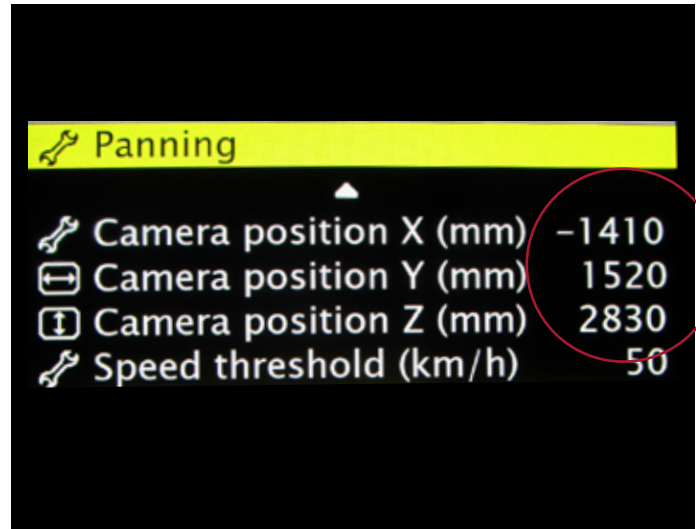 Panning
Camera position X (mm) -1410
Camera position Y (mm) 1520
Camera position Z (mm) 2830
Speed threshold (km/h) 50